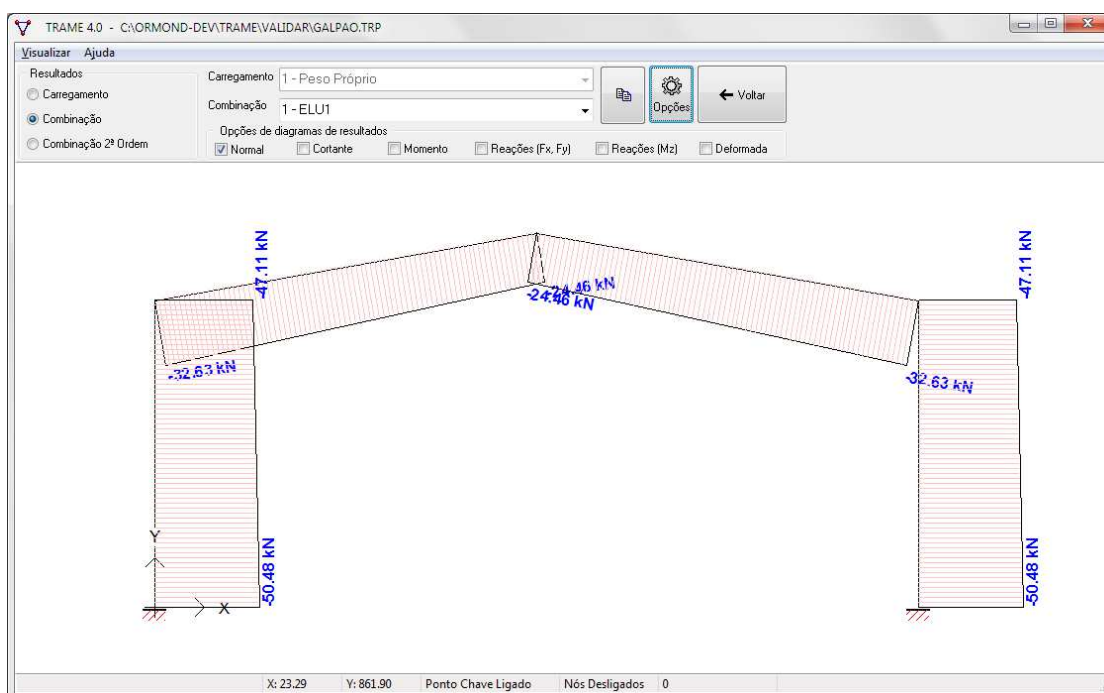 TRAME 4.0 - C:\ORMOND-DEV\TRAME\VALIDAR\GALPAO.TRP
Visualizar Ajuda
Resultados
Carregamento
Combinação
Combinação 2ª Ordem
Carregamento 1 - Peso Próprio
Combinação 1 - ELU1
Opções de diagramas de resultados
Normal Cortante Momento Reações (Fx, Fy) Reações (Mz) Deformada
Opções
Voltar
-47.11 kN
-47.11 kN
-24.46 kN
-24.46 kN
-32.63 kN
-32.63 kN
Y
-50.48 kN
-50.48 kN
X
X: 23.29 Y: 861.90 Ponto Chave Ligado Nós Desligados 0